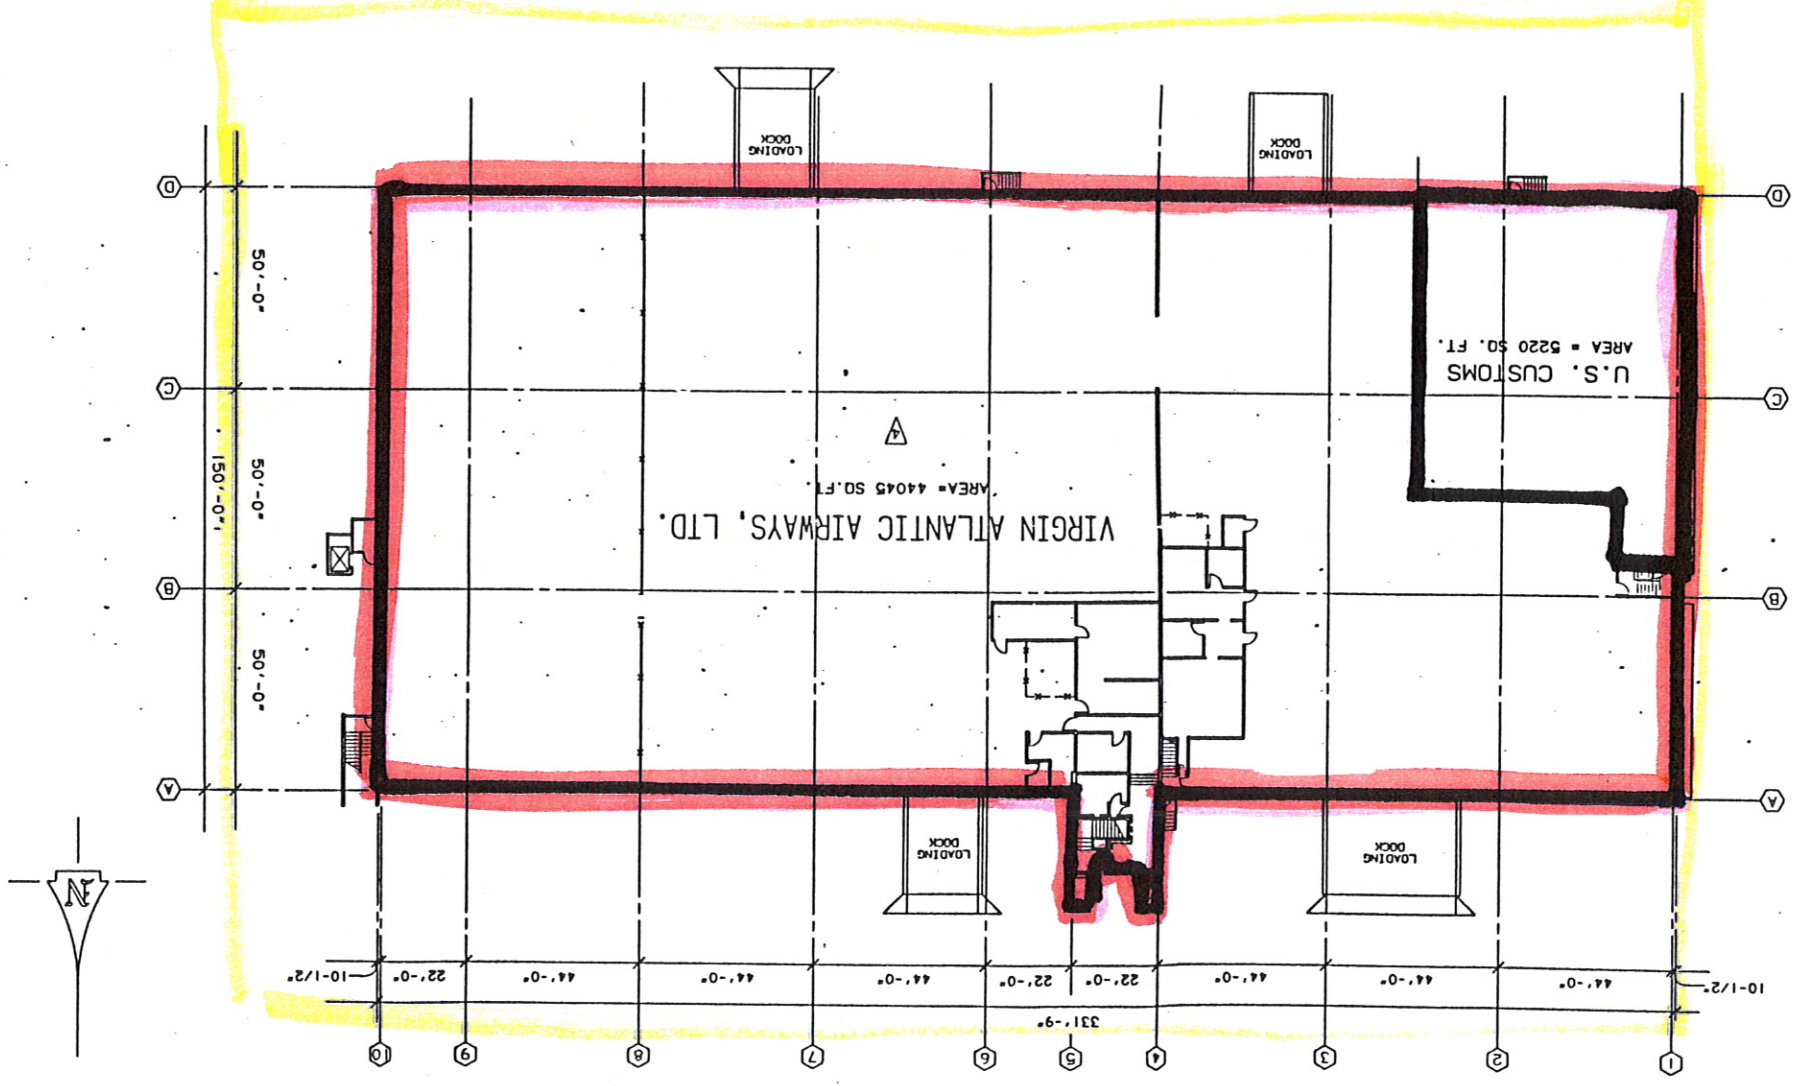 331'-9"
10-1/2"
44'-0"
44'-0"
44'-0"
22'-0"
22'-0"
44'-0"
44'-0"
44'-0"
22'-0"
10-1/2"
1
2
3
4
5
6
7
8
9
10
LOADING
DOCK
LOADING
DOCK
A
A
B
B
C
C
D
D
50'-0"
50'-0"
50'-0"
150'-0"
VIRGIN ATLANTIC AIRWAYS, LTD.
AREA= 44045 SQ.FT.
4
U.S. CUSTOMS
AREA = 5220 SQ. FT.
LOADING
DOCK
LOADING
DOCK
N